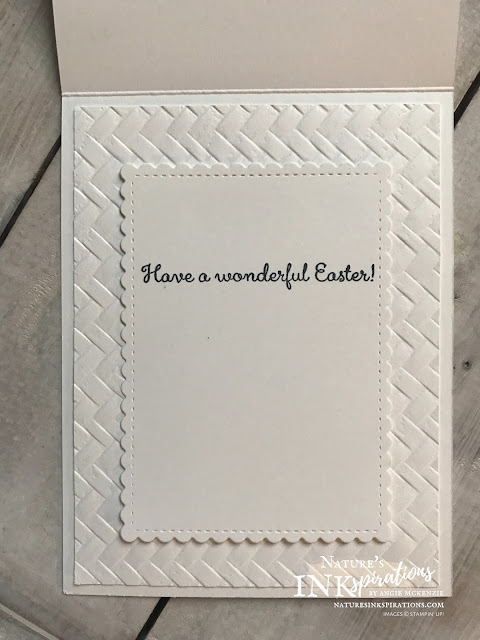 Have a wonderful Easter!
NATURE'S
INKspirations
BY ANGIE MCKENZIE
NATURESINKSPIRATIONS.COM
IMAGES © STAMPIN' UP!